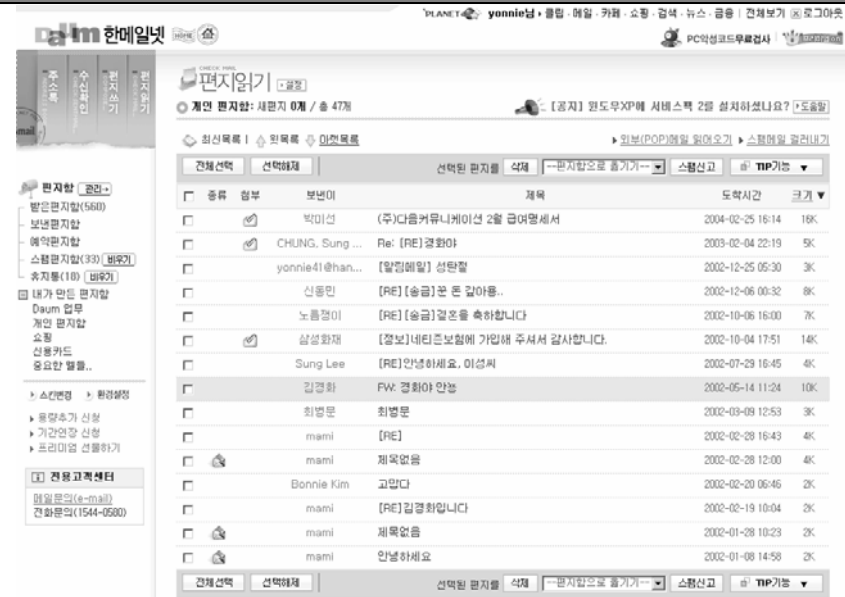 PLANET yonnie님 클럽 · 메일 · 카페 · 쇼핑 · 검색 · 뉴스 · 금융 | 전체보기 로그아웃
Daum 한메일넷 HOME
PC악성코드무료검사
주소록 수신확인 편지쓰기 편지읽기
mail
CHECK MAIL
편지읽기 설정
개인 편지함: 새편지 0개 / 총 47개
[공지] 윈도우XP에 서비스팩 2를 설치하셨나요? 도움말
최신목록 | 윗목록 아랫목록
외부(POP)메일 읽어오기 스팸메일 걸러내기
전체선택 선택해제 선택된 편지를 삭제 --편지함으로 옮기기-- 스팸신고 TIP기능 ▼
종류 첨부 보낸이 제목 도착시간 크기 ▼
박미선 (주)다음커뮤니케이션 2월 급여명세서 2004-02-25 16:14 16K
CHUNG, Sung ... Re: [RE]경화야 2003-02-04 22:19 5K
yonnie41@han... [알림메일] 성탄절 2002-12-25 05:30 3K
신동민 [RE][송금]꾼 돈 갚아용.. 2002-12-06 00:32 8K
노름쟁이 [RE][송금]결혼을 축하합니다 2002-10-06 16:00 7K
삼성화재 [정보]네티즌보험에 가입해 주셔서 감사합니다. 2002-10-04 17:51 14K
Sung Lee [RE]안녕하세요, 이성씨 2002-07-29 16:45 4K
김경화 FW: 경화야 안뇽 2002-05-14 11:24 10K
최병문 최병문 2002-03-09 12:53 3K
mami [RE] 2002-02-28 16:43 4K
mami 제목없음 2002-02-28 12:00 4K
Bonnie Kim 고맙다 2002-02-20 06:46 2K
mami [RE]김경화입니다 2002-02-19 10:04 2K
mami 제목없음 2002-01-28 10:23 2K
mami 안녕하세요 2002-01-08 14:58 2K
전체선택 선택해제 선택된 편지를 삭제 --편지함으로 옮기기-- 스팸신고 TIP기능 ▼
편지함 관리
받은편지함(560)
보낸편지함
예약편지함
스팸편지함(33) 비우기
휴지통(10) 비우기
내가 만든 편지함
Daum 업무
개인 편지함
쇼핑
신용카드
중요한 멜들..
스킨변경 환경설정
용량추가 신청
기간연장 신청
프리미엄 선물하기
전용고객센터
메일문의(e-mail)
전화문의(1544-0580)